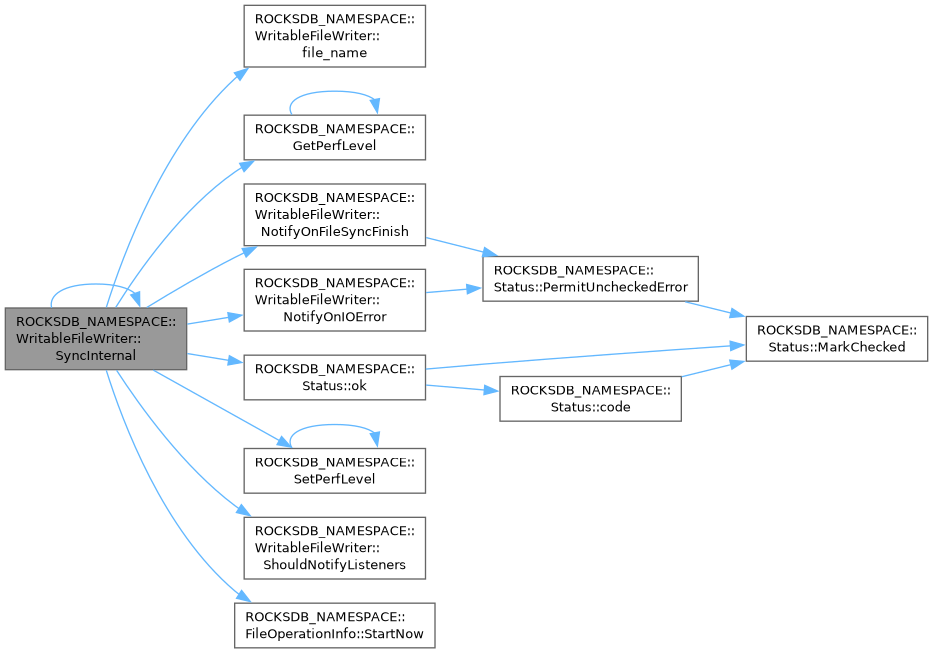 ROCKSDB_NAMESPACE::
WritableFileWriter::
SyncInternal
ROCKSDB_NAMESPACE::
WritableFileWriter::
file_name
ROCKSDB_NAMESPACE::
GetPerfLevel
ROCKSDB_NAMESPACE::
WritableFileWriter::
NotifyOnFileSyncFinish
ROCKSDB_NAMESPACE::
WritableFileWriter::
NotifyOnIOError
ROCKSDB_NAMESPACE::
Status::ok
ROCKSDB_NAMESPACE::
SetPerfLevel
ROCKSDB_NAMESPACE::
WritableFileWriter::
ShouldNotifyListeners
ROCKSDB_NAMESPACE::
FileOperationInfo::StartNow
ROCKSDB_NAMESPACE::
Status::PermitUncheckedError
ROCKSDB_NAMESPACE::
Status::code
ROCKSDB_NAMESPACE::
Status::MarkChecked